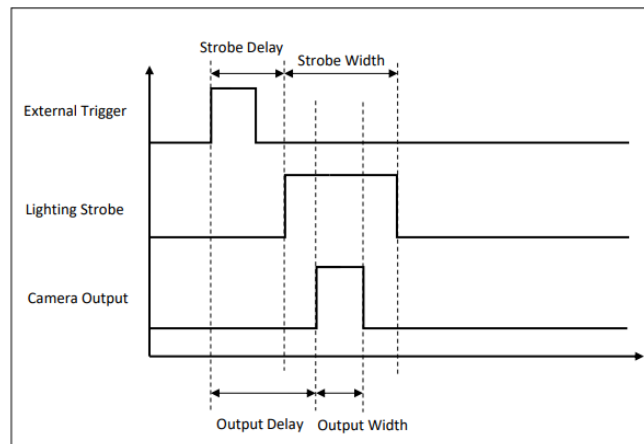 Strobe Delay
Strobe Width
External Trigger
Lighting Strobe
Camera Output
Output Delay
Output Width